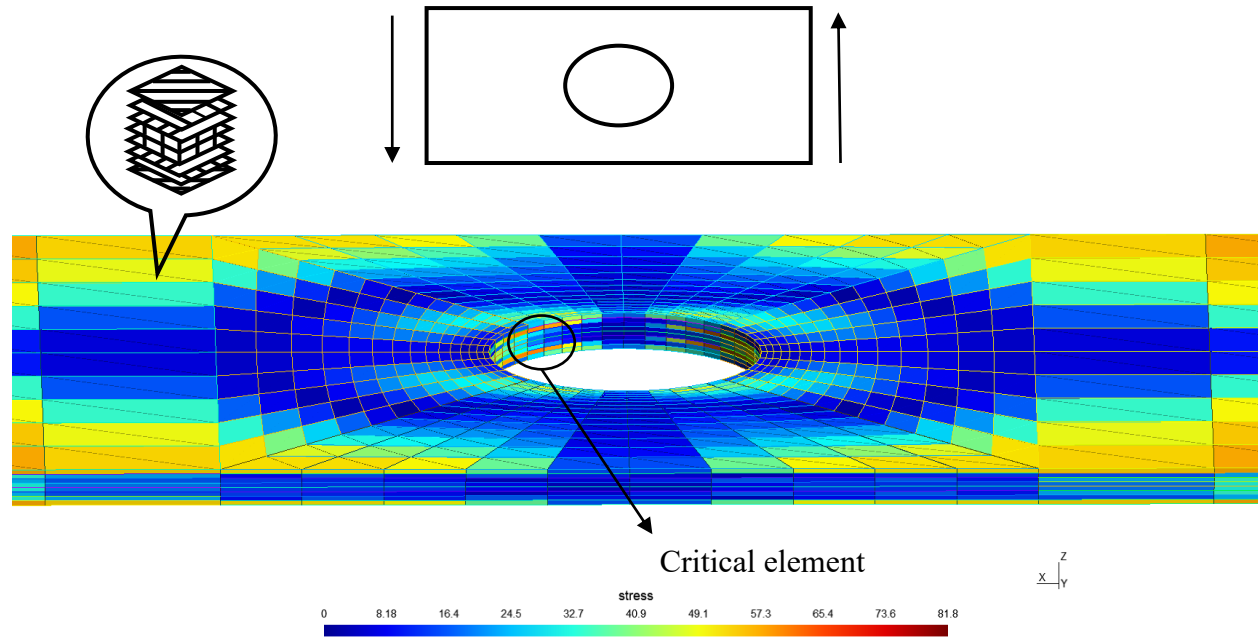 Critical element
Z
X
Y
stress
0 8.18 16.4 24.5 32.7 40.9 49.1 57.3 65.4 73.6 81.8